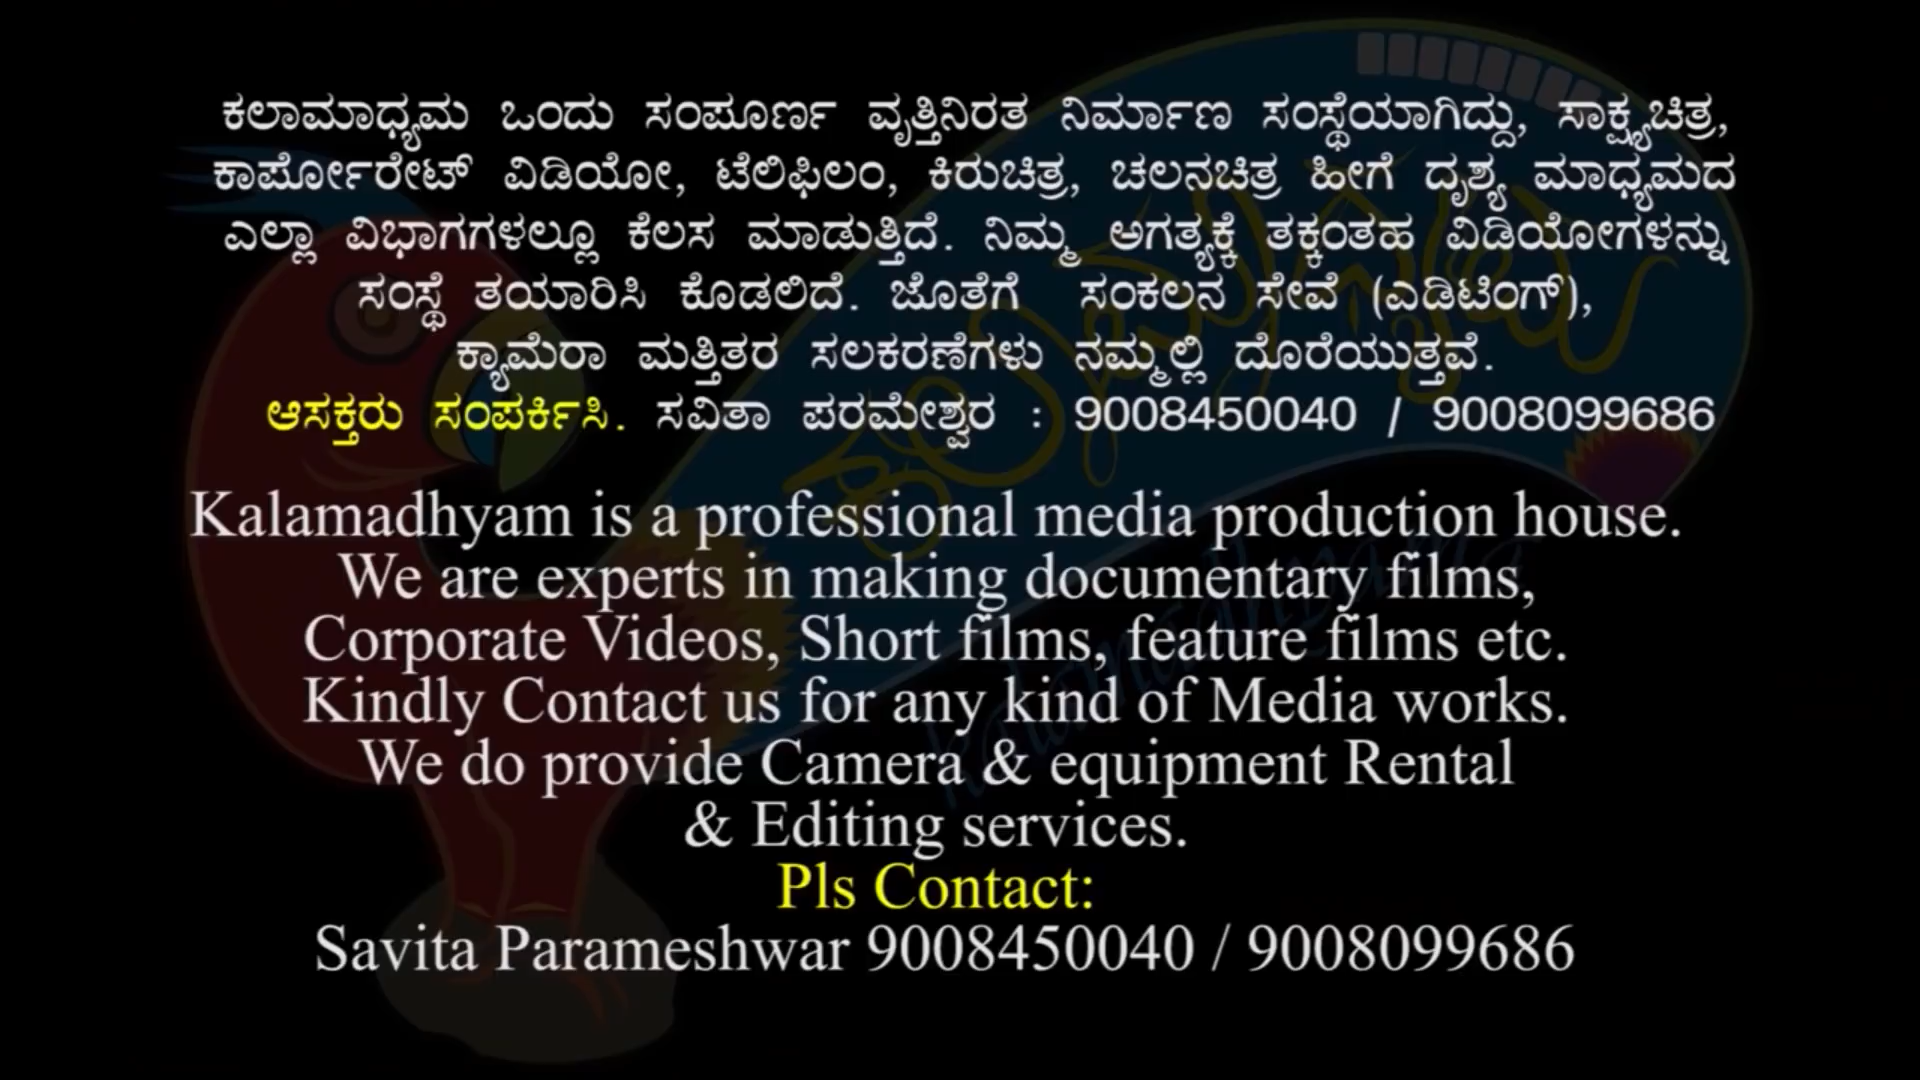 ಕಲಾಮಾಧ್ಯಮ ಒಂದು ಸಂಪೂರ್ಣ ವೃತ್ತಿನಿರತ ನಿರ್ಮಾಣ ಸಂಸ್ಥೆಯಾಗಿದ್ದು, ಸಾಕ್ಷ್ಯಚಿತ್ರ,
ಕಾರ್ಪೋರೇಟ್ ವಿಡಿಯೋ, ಟೆಲಿಫಿಲಂ, ಕಿರುಚಿತ್ರ, ಚಲನಚಿತ್ರ ಹೀಗೆ ದೃಶ್ಯ ಮಾಧ್ಯಮದ
ಎಲ್ಲಾ ವಿಭಾಗಗಳಲ್ಲೂ ಕೆಲಸ ಮಾಡುತ್ತಿದೆ. ನಿಮ್ಮ ಅಗತ್ಯಕ್ಕೆ ತಕ್ಕಂತಹ ವಿಡಿಯೋಗಳನ್ನು
ಸಂಸ್ಥೆ ತಯಾರಿಸಿ ಕೊಡಲಿದೆ. ಜೊತೆಗೆ ಸಂಕಲನ ಸೇವೆ (ಎಡಿಟಿಂಗ್),
ಕ್ಯಾಮೆರಾ ಮತ್ತಿತರ ಸಲಕರಣೆಗಳು ನಮ್ಮಲ್ಲಿ ದೊರೆಯುತ್ತವೆ.
ಆಸಕ್ತರು ಸಂಪರ್ಕಿಸಿ. ಸವಿತಾ ಪರಮೇಶ್ವರ : 9008450040 / 9008099686
Kalamadhyam is a professional media production house.
We are experts in making documentary films,
Corporate Videos, Short films, feature films etc.
Kindly Contact us for any kind of Media works.
We do provide Camera & equipment Rental
& Editing services.
Pls Contact:
Savita Parameshwar 9008450040 / 9008099686